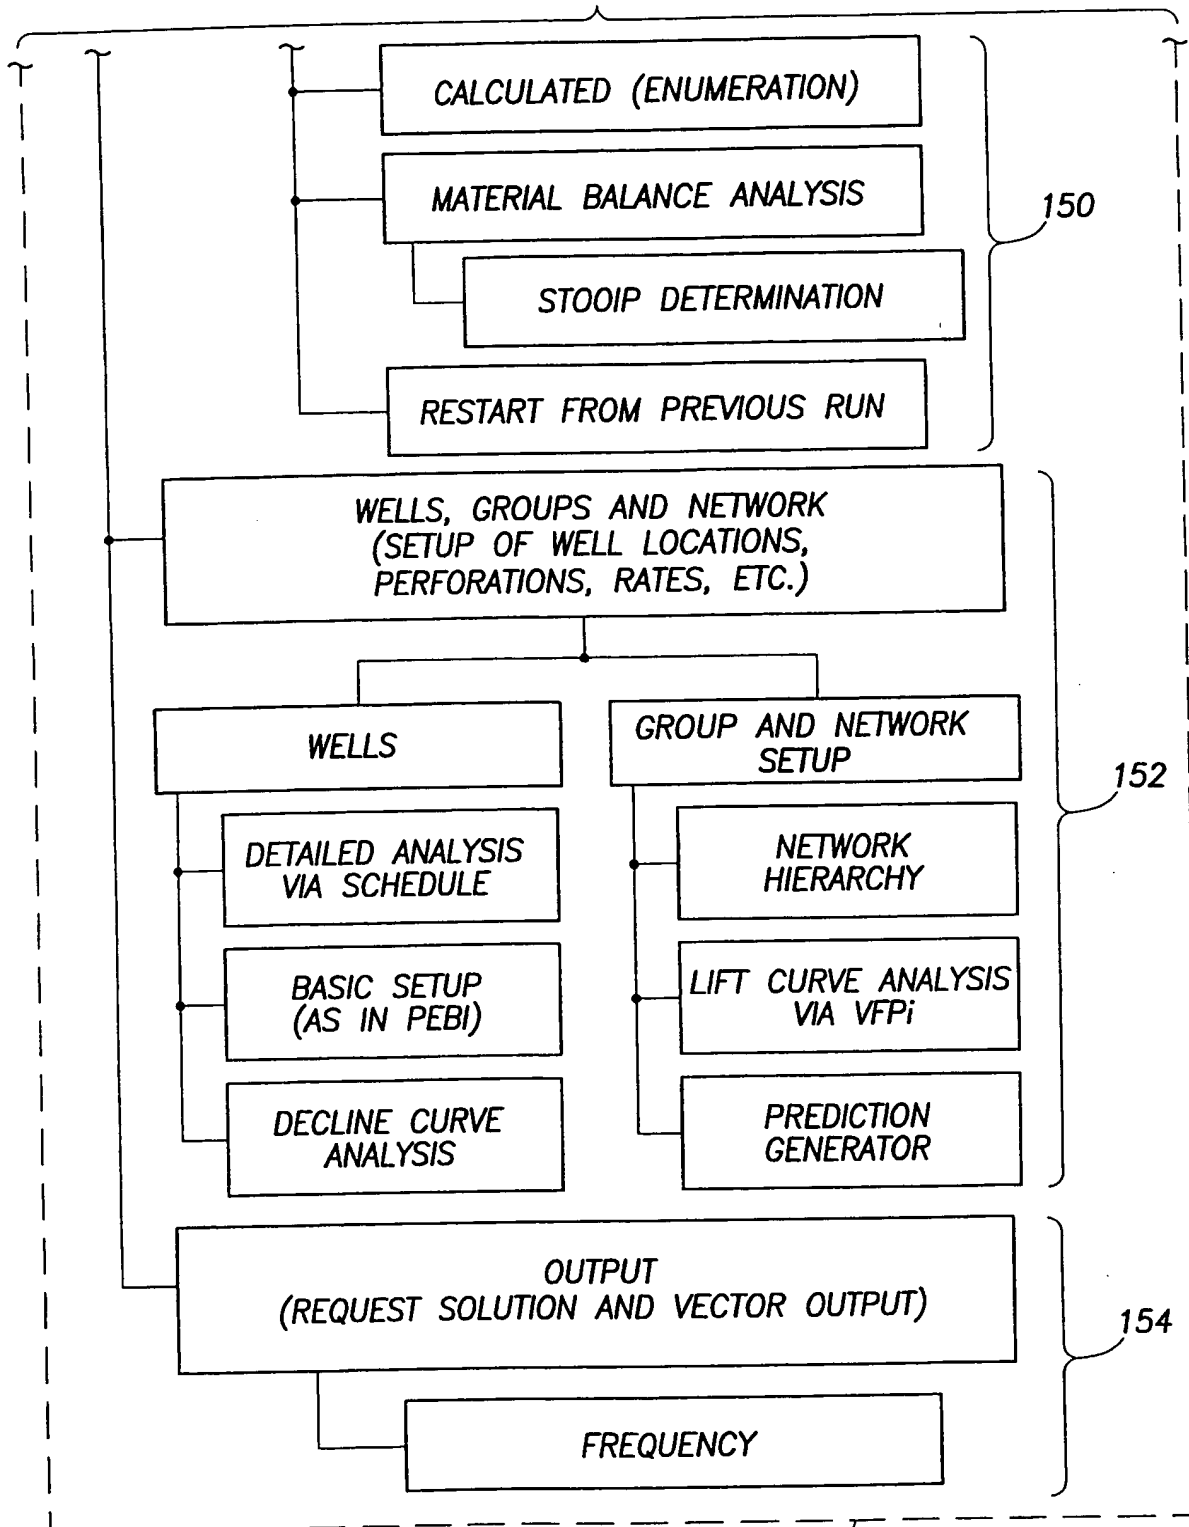 CALCULATED (ENUMERATION)
MATERIAL BALANCE ANALYSIS
150
STOOIP DETERMINATION
RESTART FROM PREVIOUS RUN
WELLS, GROUPS AND NETWORK
(SETUP OF WELL LOCATIONS,
PERFORATIONS, RATES, ETC.)
WELLS
GROUP AND NETWORK
SETUP
152
DETAILED ANALYSIS
VIA SCHEDULE
NETWORK
HIERARCHY
BASIC SETUP
(AS IN PEBI)
LIFT CURVE ANALYSIS
VIA VFPi
DECLINE CURVE
ANALYSIS
PREDICTION
GENERATOR
OUTPUT
(REQUEST SOLUTION AND VECTOR OUTPUT)
154
FREQUENCY